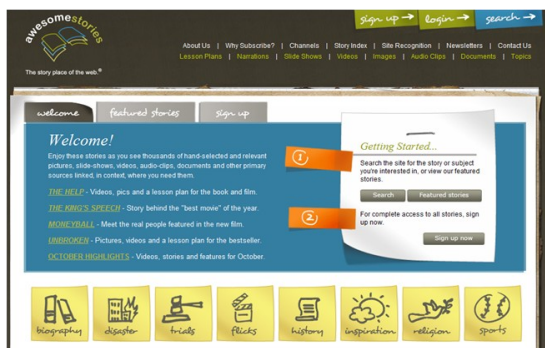 awesomestories
The story place of the web.®
sign up → login → search →
About Us | Why Subscribe? | Channels | Story Index | Site Recognition | Newsletters | Contact Us
Lesson Plans | Narrations | Slide Shows | Videos | Images | Audio Clips | Documents | Topics
welcome featured stories sign up
Welcome!
Enjoy these stories as you see thousands of hand-selected and relevant
pictures, slide-shows, videos, audio-clips, documents and other primary
sources linked, in context, where you need them.
THE HELP - Videos, pics and a lesson plan for the book and film.
THE KING'S SPEECH - Story behind the "best movie" of the year.
MONEYBALL - Meet the real people featured in the new film.
UNBROKEN - Pictures, videos and a lesson plan for the bestseller.
OCTOBER HIGHLIGHTS - Videos, stories and features for October.
Getting Started...
1
Search the site for the story or subject
you're interested in, or view our featured
stories.
Search Featured stories
2
For complete access to all stories, sign
up now.
Sign up now
biography disaster trials flicks history inspiration religion sports